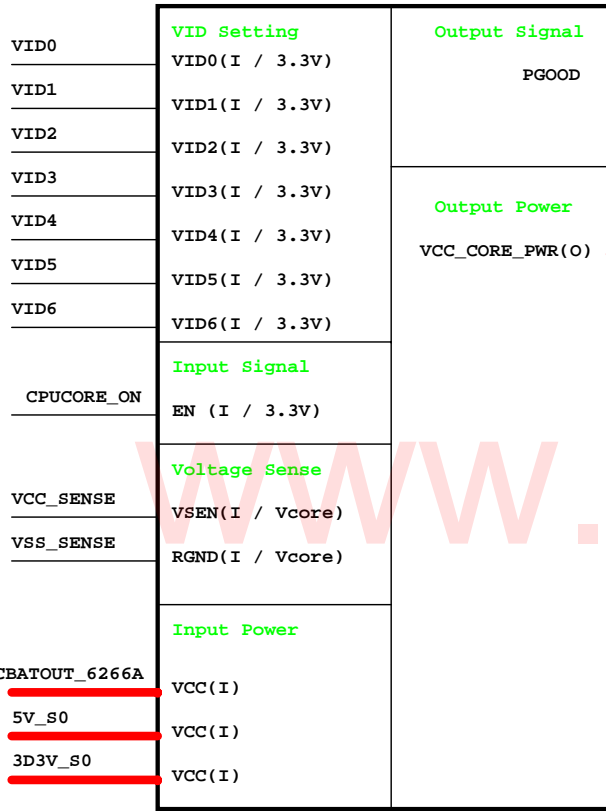 VID Setting
Output Signal
VID0
VID0(I / 3.3V)
PGOOD
VID1
VID1(I / 3.3V)
VID2
VID2(I / 3.3V)
VID3
VID3(I / 3.3V)
Output Power
VID4
VID4(I / 3.3V)
VCC_CORE_PWR(O)
VID5
VID5(I / 3.3V)
VID6
VID6(I / 3.3V)
Input Signal
CPUCORE_ON
EN (I / 3.3V)
Voltage Sense
VCC_SENSE
VSEN(I / Vcore)
VSS_SENSE
RGND(I / Vcore)
www.
Input Power
CBATOUT_6266A
VCC(I)
5V_S0
VCC(I)
3D3V_S0
VCC(I)